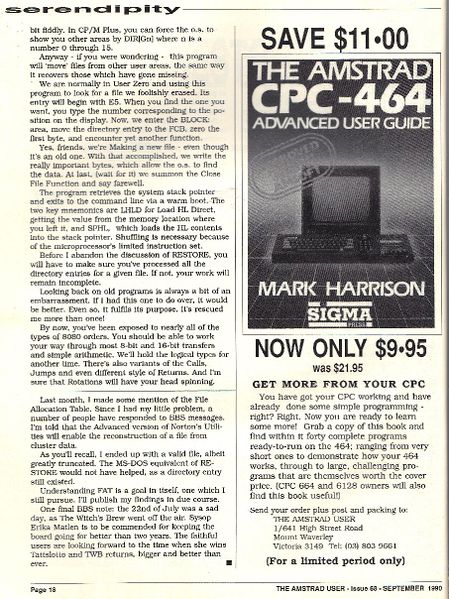 serendipity
bit fiddly. In CP/M Plus, you can force the o.s. to
show you other areas by DIR[Gn] where n is a
number 0 through 15.
Anyway - if you were wondering - this program
will 'move' files from other user areas, the same way
it recovers those which have gone missing.
We are normally in User Zero and using this
program to look for a file we foolishly erased. Its
entry will begin with E5. When you find the one you
want, you type the number corresponding to the po-
sition on the display. Now, we enter the BLOCK:
area, move the directory entry to the FCB, zero the
first byte, and encounter yet another function.
Yes, friends, we're Making a new file - even though
it's an old one. With that accomplished, we write the
really important bytes, which allow the o.s. to find
the data. At last, (wait for it) we summon the Close
File Function and say farewell.
The program retrieves the system stack pointer
and exits to the command line via a warm boot. The
two key mnemonics are LHLD for Load HL Direct,
getting the value from the memory location where
you left it, and SPHL, which loads the HL contents
into the stack pointer. Shuffling is necessary because
of the microprocessor's limited instruction set.
Before I abandon the discussion of RESTORE, you
will have to make sure you've processed all the
directory entries for a given file. If not, your work will
remain incomplete.
Looking back on old programs is always a bit of an
embarrassment. If I had this one to do over, it would
be better. Even so, it fulfils its purpose. It's rescued
me more than once!
By now, you've been exposed to nearly all of the
types of 8080 orders. You should be able to work
your way through most 8-bit and 16-bit transfers
and simple arithmetic. We'll hold the logical types for
another time. There's also variants of the Calls,
Jumps and even different style of Returns. And I'm
sure that Rotations will have your head spinning.
Last month, I made some mention of the File
Allocation Table. Since I had my little problem, a
number of people have responded to BBS messages.
I'm told that the Advanced version of Norton's Utili-
ties will enable the reconstruction of a file from
cluster data.
As you'll recall, I ended up with a valid file, albeit
greatly truncated. The MS-DOS equivalent of RE-
STORE would not have helped, as a directory entry
still existed.
Understanding FAT is a goal in itself, one which I
still pursue. I'll publish my findings in due course.
One final BBS note: the 22nd of July was a sad
day, as The Witch's Brew went off the air. Sysop
Erika Matlen is to be commended for keeping the
board going for better than two years. The faithful
users are looking forward to the time when she wins
Tattslotto and TWB returns, bigger and better than
ever.
SAVE $11·00
THE AMSTRAD
CPC-464
ADVANCED USER GUIDE
MARK HARRISON
SIGMA
PRESS
NOW ONLY $9·95
was $21.95
GET MORE FROM YOUR CPC
You have got your CPC working and have
already done some simple programming -
right? Right. Now you are ready to learn
some more! Grab a copy of this book and
find within it forty complete programs
ready-to-run on the 464; ranging from very
short ones to demonstrate how your 464
works, through to large, challenging pro-
grams that are themselves worth the cover
price. (CPC 664 and 6128 owners will also
find this book useful!)
Send your order plus post and packing to:
THE AMSTRAD USER
1/641 High Street Road
Mount Waverley
Victoria 3149 Tel: (03) 803 9661
(For a limited period only)
Page 18
THE AMSTRAD USER - Issue 68 - SEPTEMBER 1990